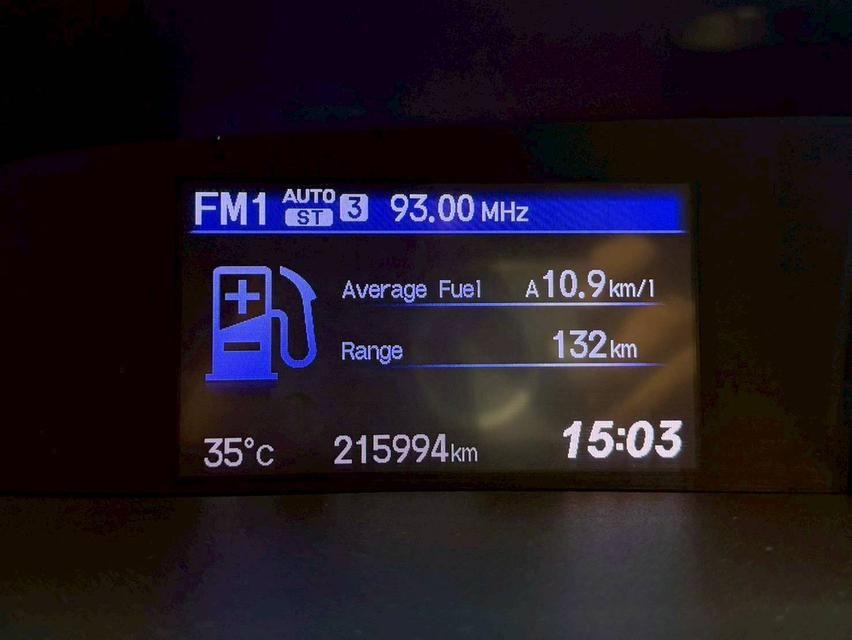 FM1 AUTO ST 3 93.00 MHz
Average Fuel A10.9km/l
Range 132km
35°C 215994km 15:03